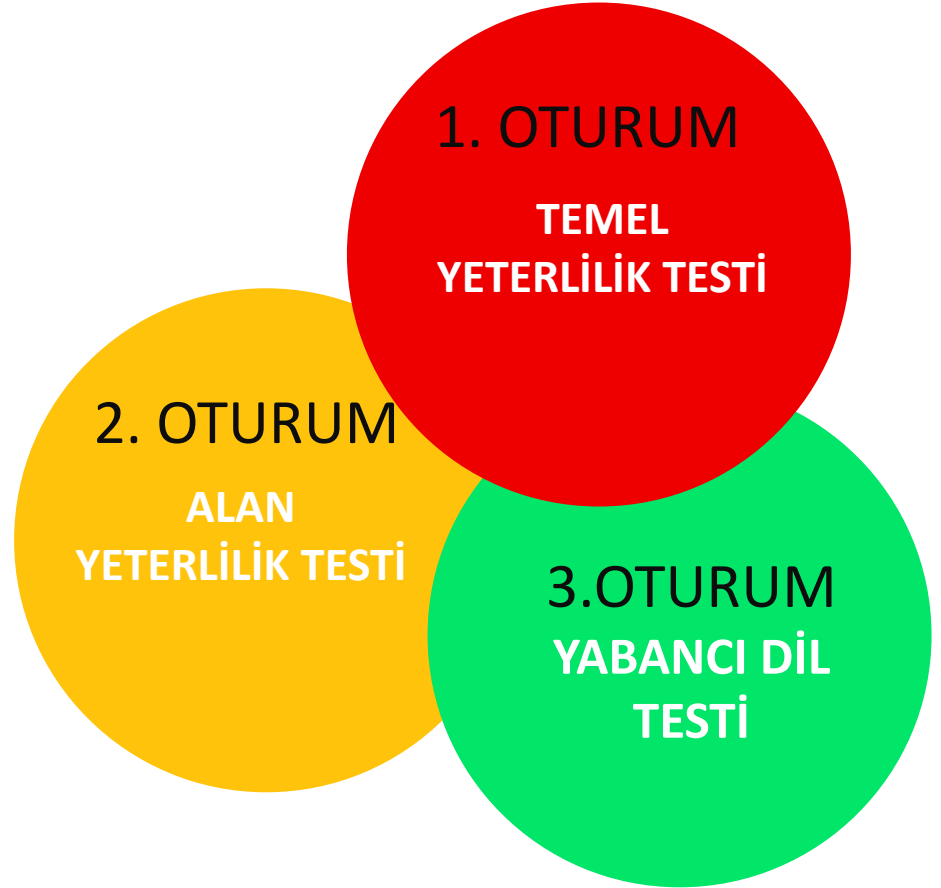 1. OTURUM
TEMEL
YETERLİLİK TESTİ
2. OTURUM
ALAN
YETERLİLİK TESTİ
3.OTURUM
YABANCI DİL
TESTİ